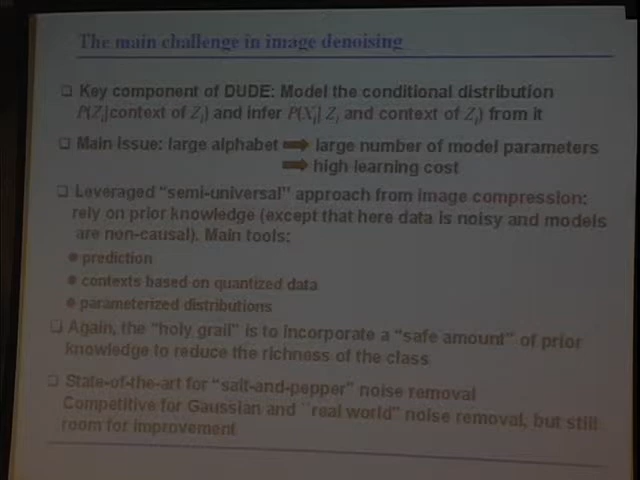 The main challenge in image denoising
❑ Key component of DUDE: Model the conditional distribution
P(Zi|context of Zi) and infer P(Xi| Zi and context of Zi) from it
❑ Main issue: large alphabet ➡ large number of model parameters
➡ high learning cost
❑ Leveraged "semi-universal" approach from image compression:
rely on prior knowledge (except that here data is noisy and models
are non-causal). Main tools:
● prediction
● contexts based on quantized data
● parameterized distributions
❑ Again, the "holy grail" is to incorporate a "safe amount" of prior
knowledge to reduce the richness of the class
❑ State-of-the-art for "salt-and-pepper" noise removal
Competitive for Gaussian and ``real world" noise removal, but still
room for improvement